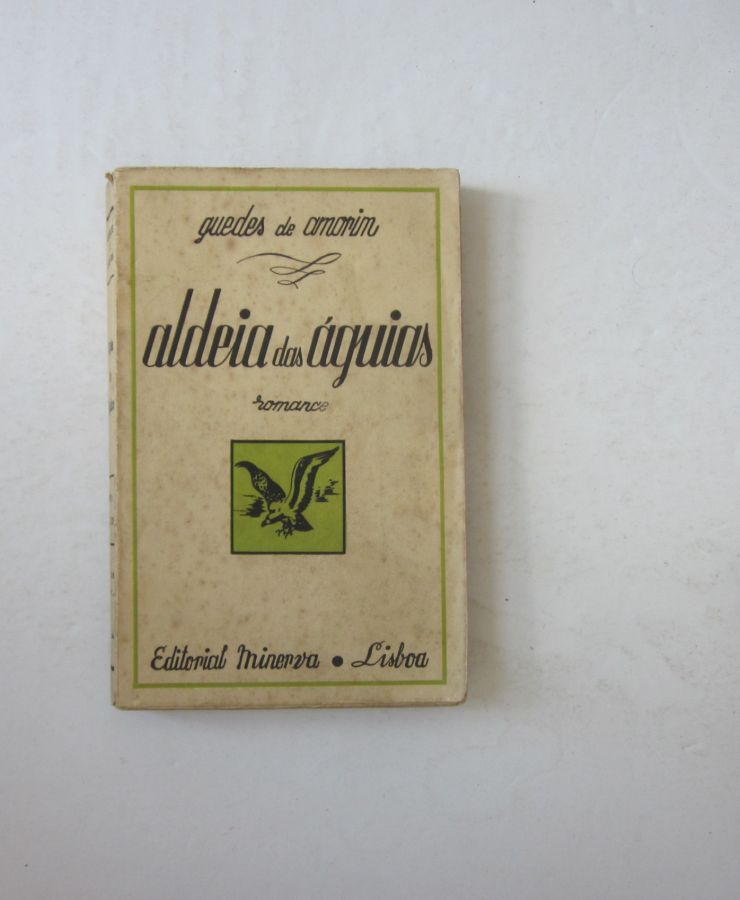 guedes de amorim
aldeia das águias
romance
Editorial Minerva • Lisboa